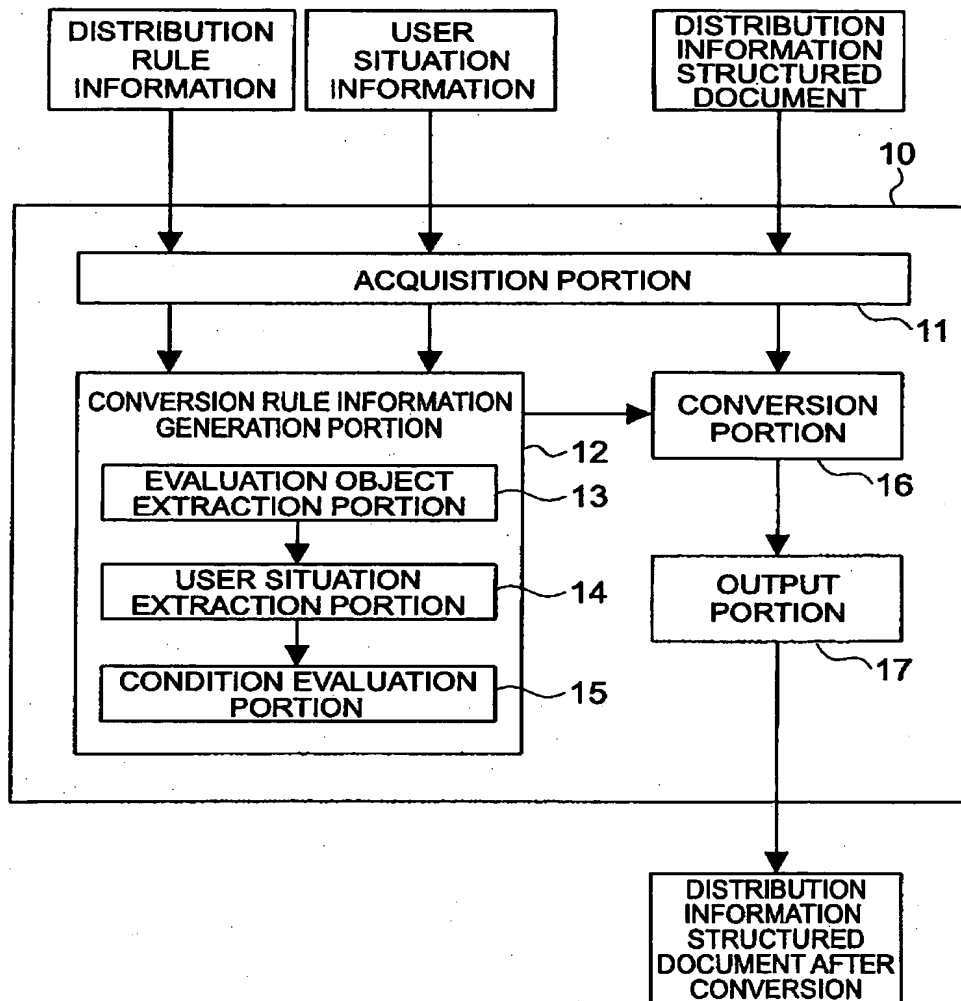 DISTRIBUTION
RULE
INFORMATION
USER
SITUATION
INFORMATION
DISTRIBUTION
INFORMATION
STRUCTURED
DOCUMENT
10
ACQUISITION PORTION
11
CONVERSION RULE INFORMATION
GENERATION PORTION
12
EVALUATION OBJECT
EXTRACTION PORTION
13
USER SITUATION
EXTRACTION PORTION
14
CONDITION EVALUATION
PORTION
15
CONVERSION
PORTION
16
OUTPUT
PORTION
17
DISTRIBUTION
INFORMATION
STRUCTURED
DOCUMENT AFTER
CONVERSION